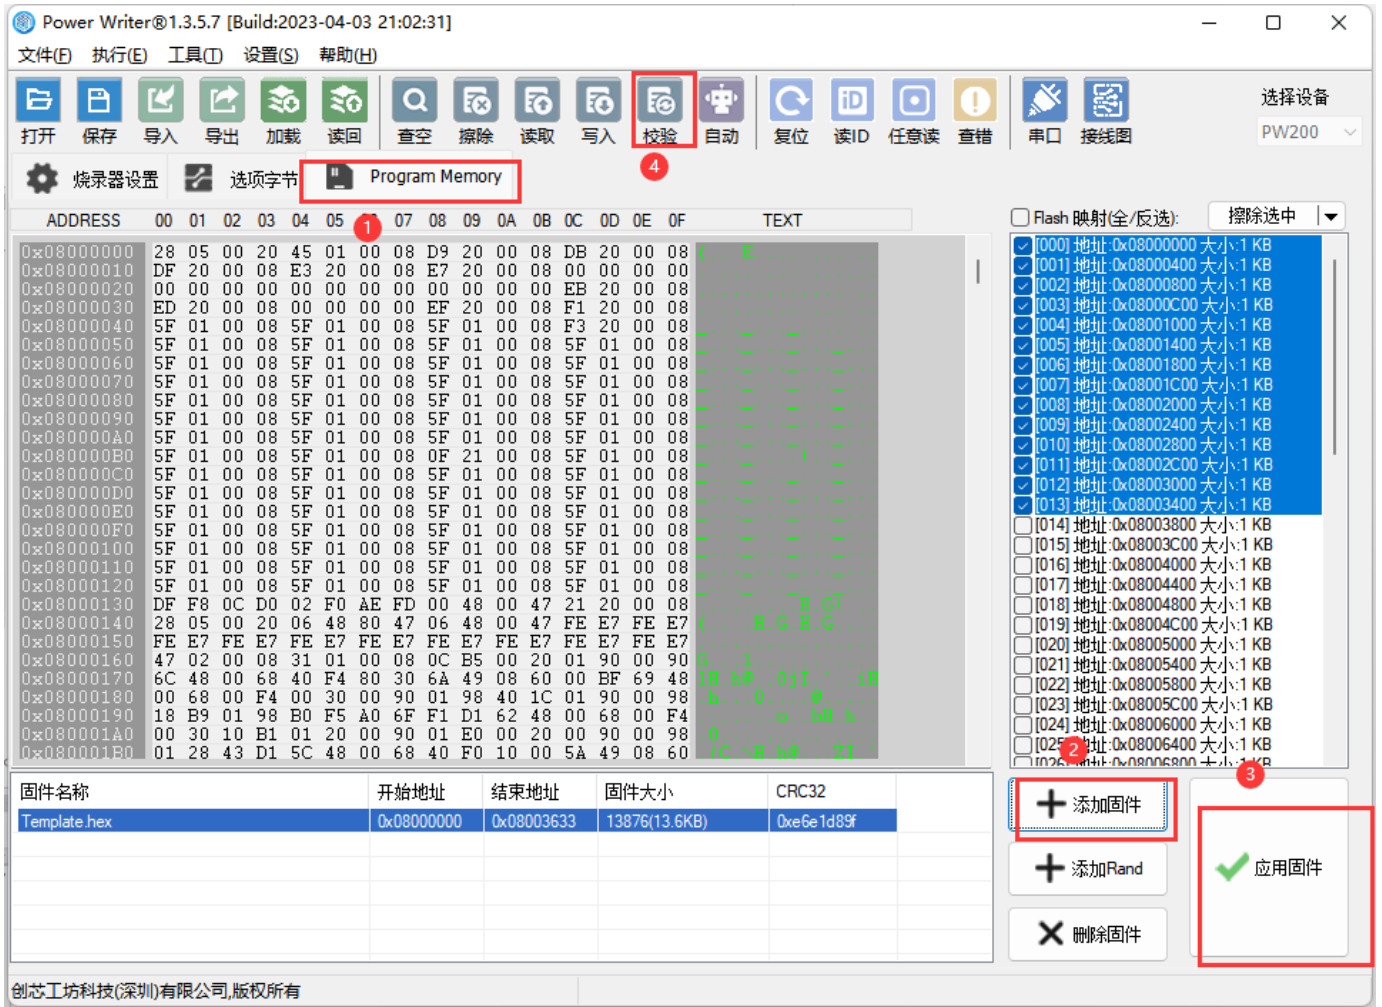 Power Writer®1.3.5.7 [Build:2023-04-03 21:02:31]
文件(F) 执行(E) 工具(T) 设置(S) 帮助(H)
打开 保存 导入 导出 加载 读回 查空 擦除 读取 写入 校验 自动 复位 读ID 任意读 查错 串口 接线图
选择设备
PW200
4
烧录器设置 选项字节 Program Memory
1
ADDRESS 00 01 02 03 04 05 07 08 09 0A 0B 0C 0D 0E 0F TEXT
0x08000000 28 05 00 20 45 01 00 08 D9 20 00 08 DB 20 00 08
0x08000010 DF 20 00 08 E3 20 00 08 E7 20 00 08 00 00 00 00
0x08000020 00 00 00 00 00 00 00 00 00 00 00 00 EB 20 00 08
0x08000030 ED 20 00 08 00 00 00 00 EF 20 00 08 F1 20 00 08
0x08000040 5F 01 00 08 5F 01 00 08 5F 01 00 08 F3 20 00 08
0x08000050 5F 01 00 08 5F 01 00 08 5F 01 00 08 5F 01 00 08
0x08000060 5F 01 00 08 5F 01 00 08 5F 01 00 08 5F 01 00 08
0x08000070 5F 01 00 08 5F 01 00 08 5F 01 00 08 5F 01 00 08
0x08000080 5F 01 00 08 5F 01 00 08 5F 01 00 08 5F 01 00 08
0x08000090 5F 01 00 08 5F 01 00 08 5F 01 00 08 5F 01 00 08
0x080000A0 5F 01 00 08 5F 01 00 08 5F 01 00 08 5F 01 00 08
0x080000B0 5F 01 00 08 5F 01 00 08 0F 21 00 08 5F 01 00 08
0x080000C0 5F 01 00 08 5F 01 00 08 5F 01 00 08 5F 01 00 08
0x080000D0 5F 01 00 08 5F 01 00 08 5F 01 00 08 5F 01 00 08
0x080000E0 5F 01 00 08 5F 01 00 08 5F 01 00 08 5F 01 00 08
0x080000F0 5F 01 00 08 5F 01 00 08 5F 01 00 08 5F 01 00 08
0x08000100 5F 01 00 08 5F 01 00 08 5F 01 00 08 5F 01 00 08
0x08000110 5F 01 00 08 5F 01 00 08 5F 01 00 08 5F 01 00 08
0x08000120 5F 01 00 08 5F 01 00 08 5F 01 00 08 5F 01 00 08
0x08000130 DF F8 0C D0 02 F0 AE FD 00 48 00 47 21 20 00 08
0x08000140 28 05 00 20 06 48 80 47 06 48 00 47 FE E7 FE E7
0x08000150 FE E7 FE E7 FE E7 FE E7 FE E7 FE E7 FE E7 FE E7
0x08000160 47 02 00 08 31 01 00 08 0C B5 00 20 01 90 00 90
0x08000170 6C 48 00 68 40 F4 80 30 6A 49 08 60 00 BF 69 48
0x08000180 00 68 00 F4 00 30 00 90 01 98 40 1C 01 90 00 98
0x08000190 18 B9 01 98 B0 F5 A0 6F F1 D1 62 48 00 68 00 F4
0x080001A0 00 30 10 B1 01 20 00 90 01 E0 00 20 00 90 00 98
0x080001B0 01 28 43 D1 5C 48 00 68 40 F0 10 00 5A 49 08 60
Flash 映射(全/反选): 擦除选中
[000] 地址:0x08000000 大小:1 KB
[001] 地址:0x08000400 大小:1 KB
[002] 地址:0x08000800 大小:1 KB
[003] 地址:0x08000C00 大小:1 KB
[004] 地址:0x08001000 大小:1 KB
[005] 地址:0x08001400 大小:1 KB
[006] 地址:0x08001800 大小:1 KB
[007] 地址:0x08001C00 大小:1 KB
[008] 地址:0x08002000 大小:1 KB
[009] 地址:0x08002400 大小:1 KB
[010] 地址:0x08002800 大小:1 KB
[011] 地址:0x08002C00 大小:1 KB
[012] 地址:0x08003000 大小:1 KB
[013] 地址:0x08003400 大小:1 KB
[014] 地址:0x08003800 大小:1 KB
[015] 地址:0x08003C00 大小:1 KB
[016] 地址:0x08004000 大小:1 KB
[017] 地址:0x08004400 大小:1 KB
[018] 地址:0x08004800 大小:1 KB
[019] 地址:0x08004C00 大小:1 KB
[020] 地址:0x08005000 大小:1 KB
[021] 地址:0x08005400 大小:1 KB
[022] 地址:0x08005800 大小:1 KB
[023] 地址:0x08005C00 大小:1 KB
[024] 地址:0x08006000 大小:1 KB
[025 址:0x08006400 大小:1 KB
[026] 地址:0x08006800 大小:1 KB
2
3
固件名称 开始地址 结束地址 固件大小 CRC32
Template.hex 0x08000000 0x08003633 13876(13.6KB) 0xe6e1d89f
添加固件
添加Rand
删除固件
应用固件
创芯工坊科技(深圳)有限公司,版权所有